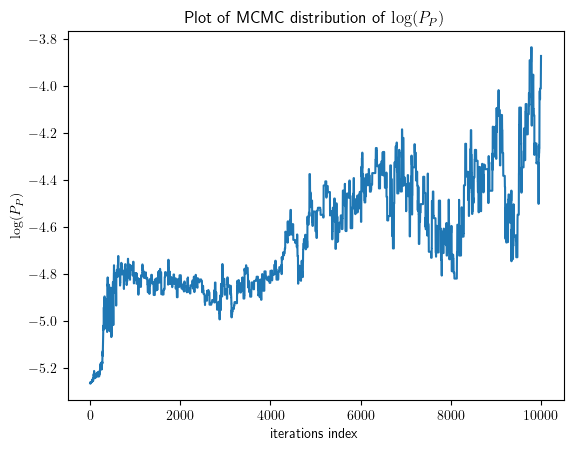 Plot of MCMC distribution of log(P_P)
−3.8
−4.0
−4.2
−4.4
−4.6
−4.8
−5.0
−5.2
log(P_P)
0 2000 4000 6000 8000 10000
iterations index